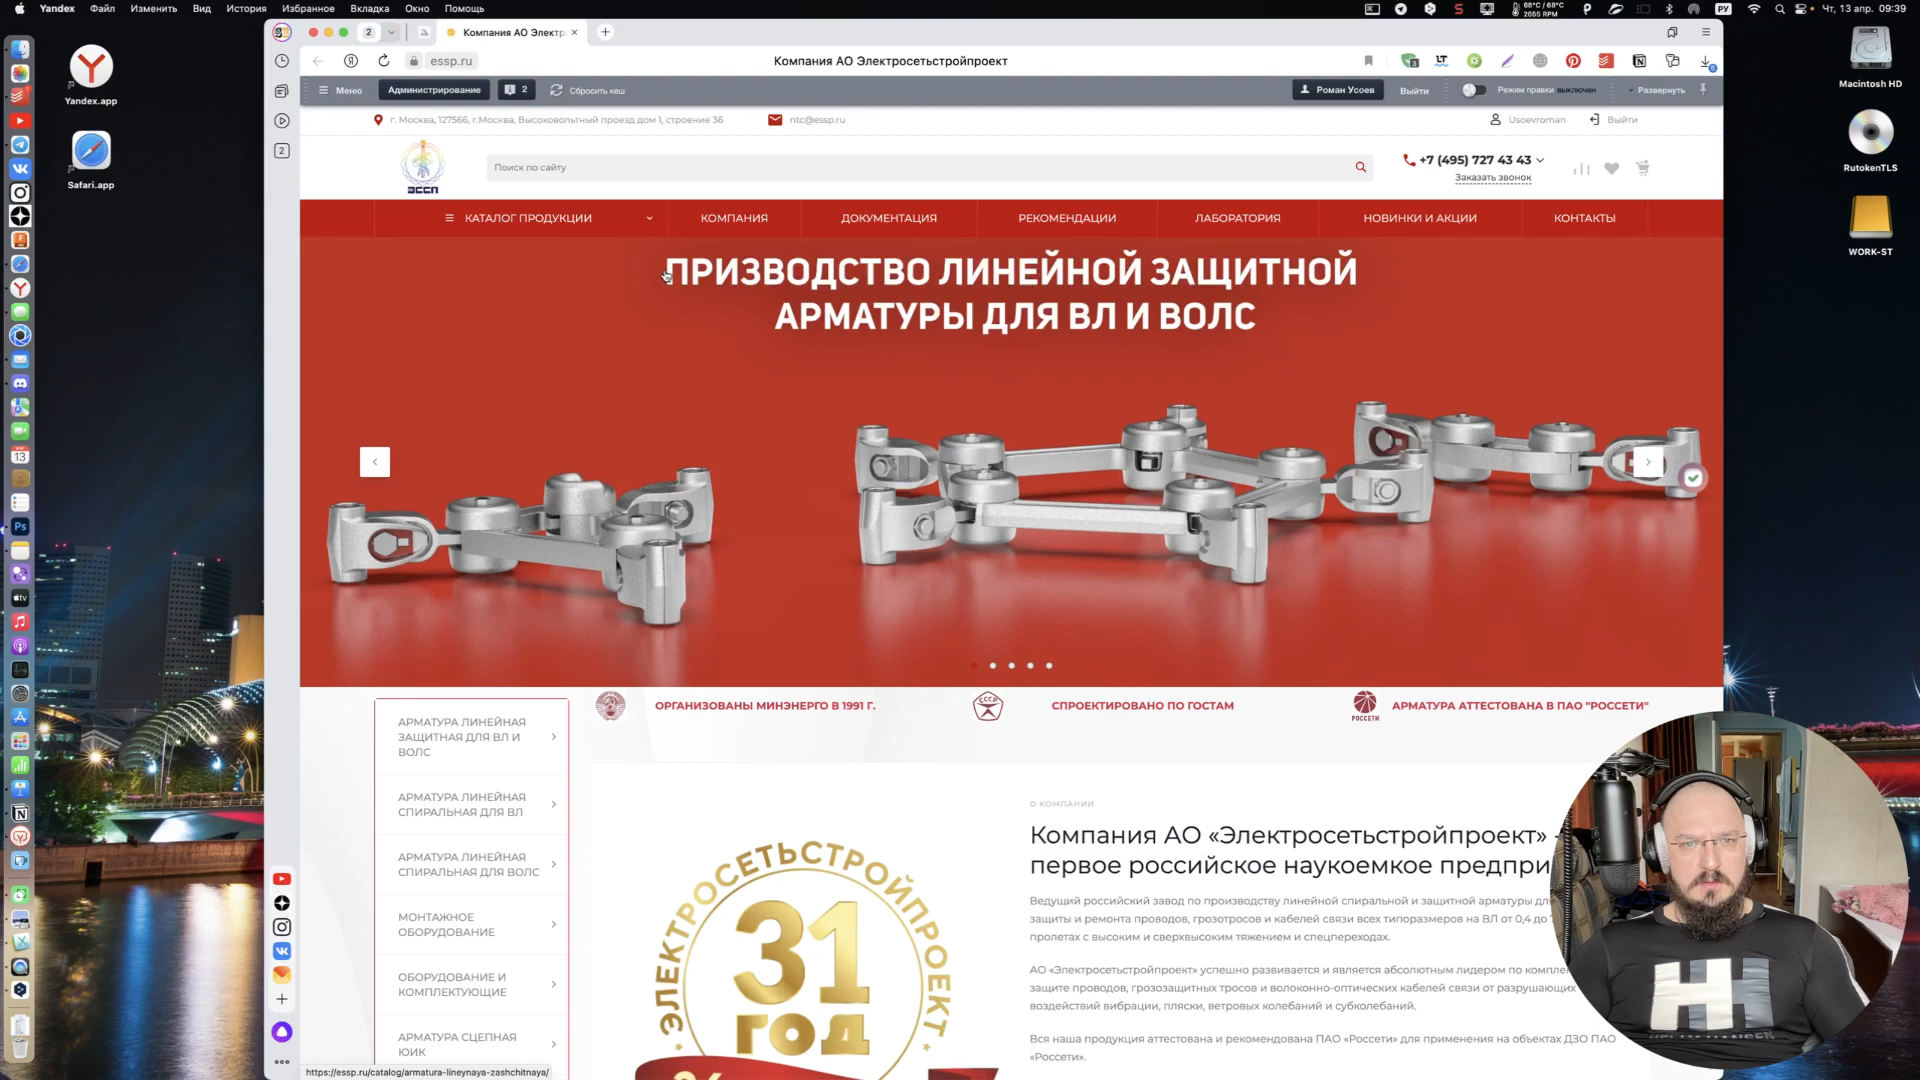 Yandex Файл Изменить Вид История Избранное Вкладка Окно Помощь
68°C / 68°C
2655 RPM
РУ
Чт, 13 апр. 09:39
Yandex.app
Safari.app
Macintosh HD
RutokenTLS
WORK-ST
2
Компания АО Электр
essp.ru
Компания АО Электросетьстройпроект
Меню
Администрирование
2
Сбросить кеш
Роман Усоев
Выйти
Режим правки выключен
Развернуть
г. Москва, 127566, г.Москва, Высоковольтный проезд дом 1, строение 36
ntc@essp.ru
Usoevroman
Выйти
ЭССП
Поиск по сайту
+7 (495) 727 43 43
Заказать звонок
КАТАЛОГ ПРОДУКЦИИ
КОМПАНИЯ
ДОКУМЕНТАЦИЯ
РЕКОМЕНДАЦИИ
ЛАБОРАТОРИЯ
НОВИНКИ И АКЦИИ
КОНТАКТЫ
ПРИЗВОДСТВО ЛИНЕЙНОЙ ЗАЩИТНОЙ
АРМАТУРЫ ДЛЯ ВЛ И ВОЛС
ОРГАНИЗОВАНЫ МИНЭНЕРГО В 1991 Г.
СССР
СПРОЕКТИРОВАНО ПО ГОСТАМ
РОССЕТИ
АРМАТУРА АТТЕСТОВАНА В ПАО "РОССЕТИ"
АРМАТУРА ЛИНЕЙНАЯ
ЗАЩИТНАЯ ДЛЯ ВЛ И
ВОЛС
АРМАТУРА ЛИНЕЙНАЯ
СПИРАЛЬНАЯ ДЛЯ ВЛ
АРМАТУРА ЛИНЕЙНАЯ
СПИРАЛЬНАЯ ДЛЯ ВОЛС
МОНТАЖНОЕ
ОБОРУДОВАНИЕ
ОБОРУДОВАНИЕ И
КОМПЛЕКТУЮЩИЕ
АРМАТУРА СЦЕПНАЯ
ЮИК
ЭЛЕКТРОСЕТЬСТРОЙПРОЕКТ
31
ГОД
О КОМПАНИИ
Компания АО «Электросетьстройпроект» -
первое российское наукоемкое предпри
Ведущий российский завод по производству линейной спиральной и защитной арматуры для
защиты и ремонта проводов, грозотросов и кабелей связи всех типоразмеров на ВЛ от 0,4 до
пролетах с высоким и сверхвысоким тяжением и спецпереходах.
АО «Электросетьстройпроект» успешно развивается и является абсолютным лидером по компле
защите проводов, грозозащитных тросов и волоконно-оптических кабелей связи от разрушающих
воздействий вибрации, пляски, ветровых колебаний и субколебаний.
Вся наша продукция аттестована и рекомендована ПАО «Россети» для применения на объектах ДЗО ПАО
«Россети».
https://essp.ru/catalog/armatura-lineynaya-zashchitnaya/